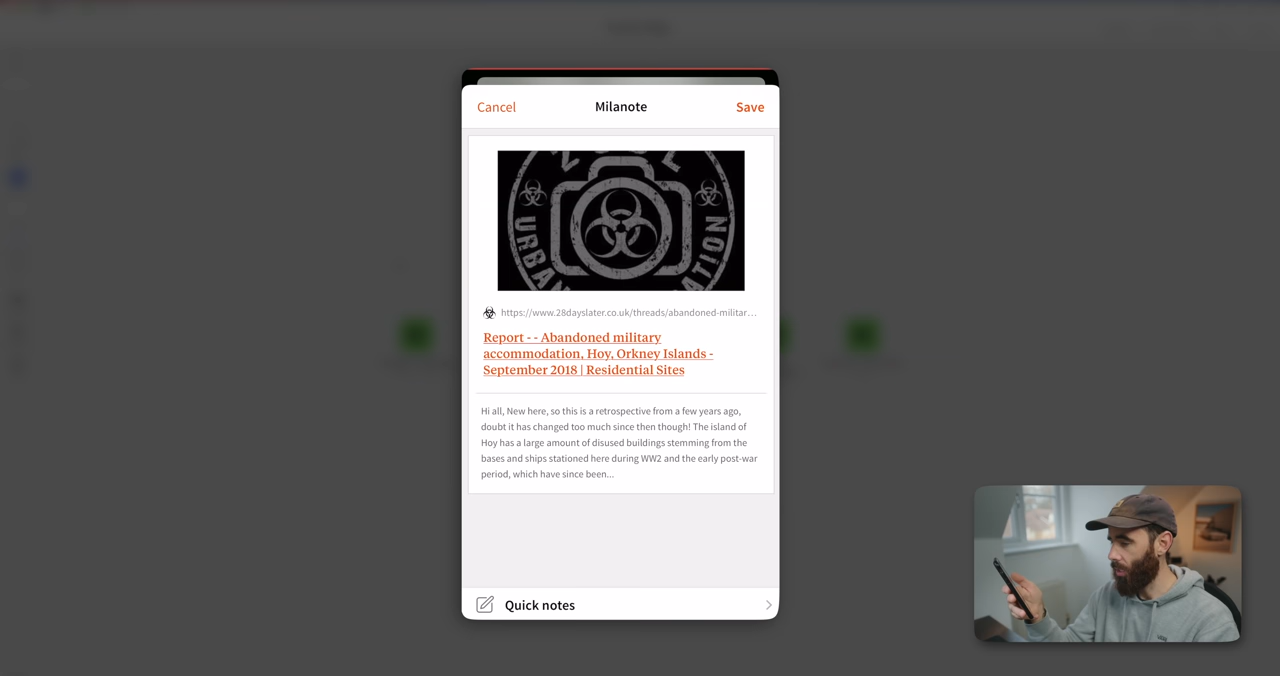 Cancel
Milanote
Save
URBAN
https://www.28dayslater.co.uk/threads/abandoned-militar...
Report - - Abandoned military
accommodation, Hoy, Orkney Islands -
September 2018 | Residential Sites
Hi all, New here, so this is a retrospective from a few years ago,
doubt it has changed too much since then though! The island of
Hoy has a large amount of disused buildings stemming from the
bases and ships stationed here during WW2 and the early post-war
period, which have since been...
Quick notes